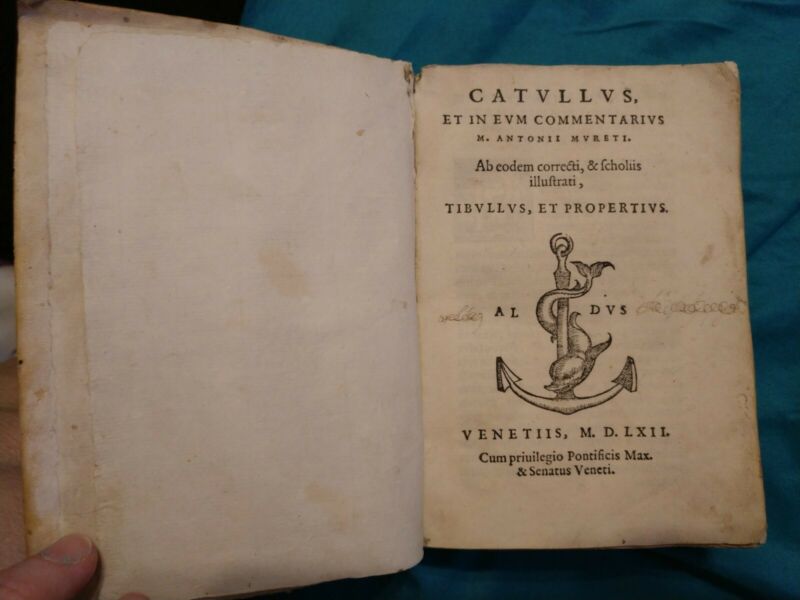 CATVLLVS,
ET IN EVM COMMENTARIVS
M. ANTONII MVRETI.
Ab eodem correcti, & ſcholiis
illuſtrati,
TIBVLLVS, ET PROPERTIVS.
AL DVS
VENETIIS, M. D. LXII.
Cum priuilegio Pontificis Max.
& Senatus Veneti.